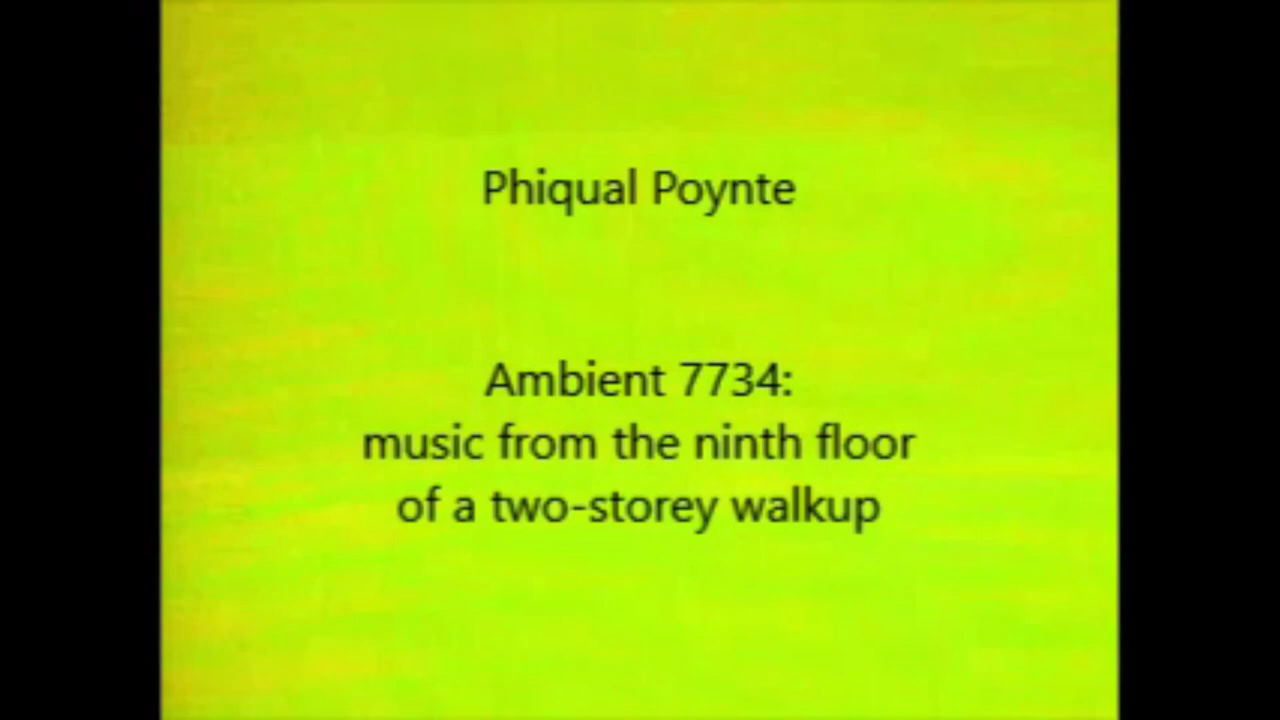 Phiqual Poynte
Ambient 7734:
music from the ninth floor
of a two-storey walkup